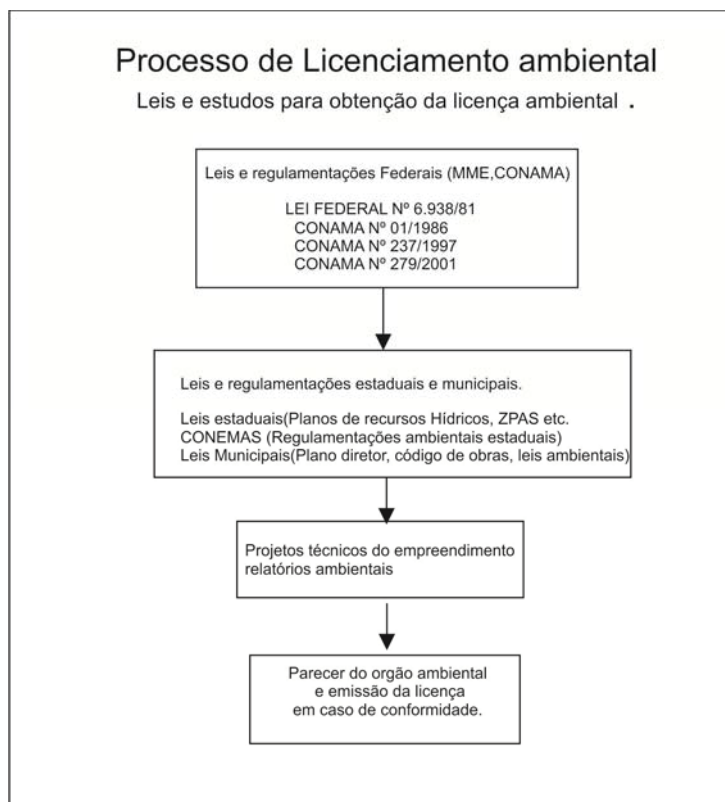 Processo de Licenciamento ambiental
Leis e estudos para obtenção da licença ambiental .
Leis e regulamentações Federais (MME,CONAMA)
LEI FEDERAL Nº 6.938/81
CONAMA Nº 01/1986
CONAMA Nº 237/1997
CONAMA Nº 279/2001
Leis e regulamentações estaduais e municipais.
Leis estaduais(Planos de recursos Hídricos, ZPAS etc.
CONEMAS (Regulamentações ambientais estaduais)
Leis Municipais(Plano diretor, código de obras, leis ambientais)
Projetos técnicos do empreendimento
relatórios ambientais
Parecer do orgão ambiental
e emissão da licença
em caso de conformidade.